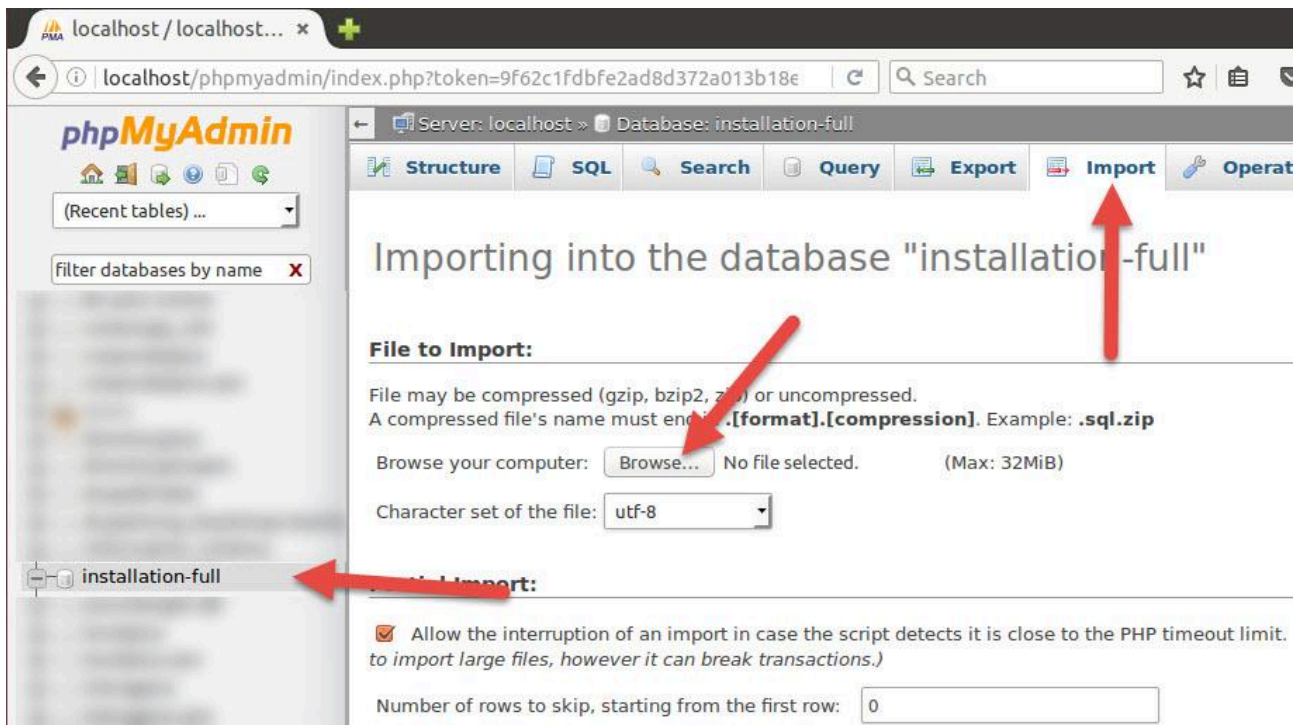 localhost / localhost...
localhost/phpmyadmin/index.php?token=9f62c1fdbfe2ad8d372a013b18e
Search
phpMyAdmin
(Recent tables) ...
filter databases by name X
installation-full
Server: localhost » Database: installation-full
Structure SQL Search Query Export Import Operat
Importing into the database "installation-full"
File to Import:
File may be compressed (gzip, bzip2, zip) or uncompressed.
A compressed file's name must end in .[format].[compression]. Example: .sql.zip
Browse your computer: Browse... No file selected. (Max: 32MiB)
Character set of the file: utf-8
Import:
Allow the interruption of an import in case the script detects it is close to the PHP timeout limit.
to import large files, however it can break transactions.)
Number of rows to skip, starting from the first row: 0